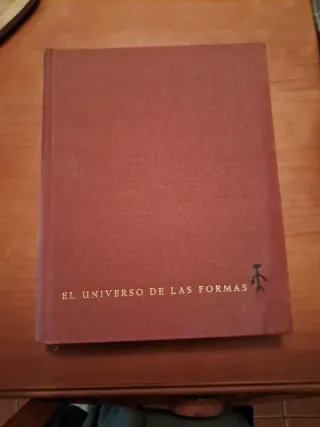 EL UNIVERSO DE LAS FORMAS